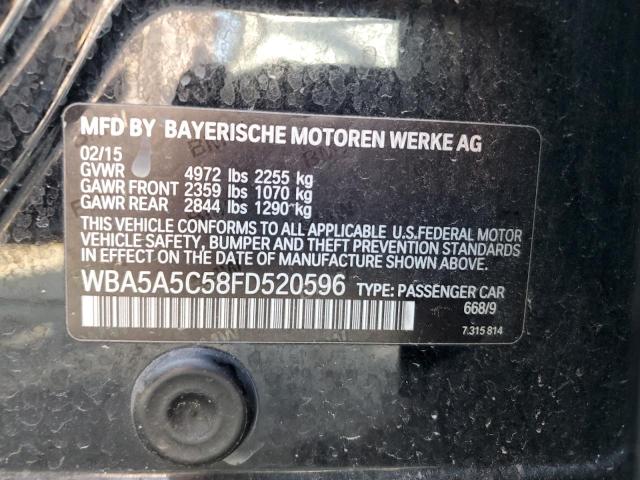 MFD BY BAYERISCHE MOTOREN WERKE AG
02/15
GVWR 4972 lbs 2255 kg
GAWR FRONT 2359 lbs 1070 kg
GAWR REAR 2844 lbs 1290 kg
THIS VEHICLE CONFORMS TO ALL APPLICABLE U.S.FEDERAL MOTOR
VEHICLE SAFETY, BUMPER AND THEFT PREVENTION STANDARDS
IN EFFECT ON THE DATE OF MANUFACTURE SHOWN ABOVE.
WBA5A5C58FD520596 TYPE: PASSENGER CAR
668/9
7.315 814